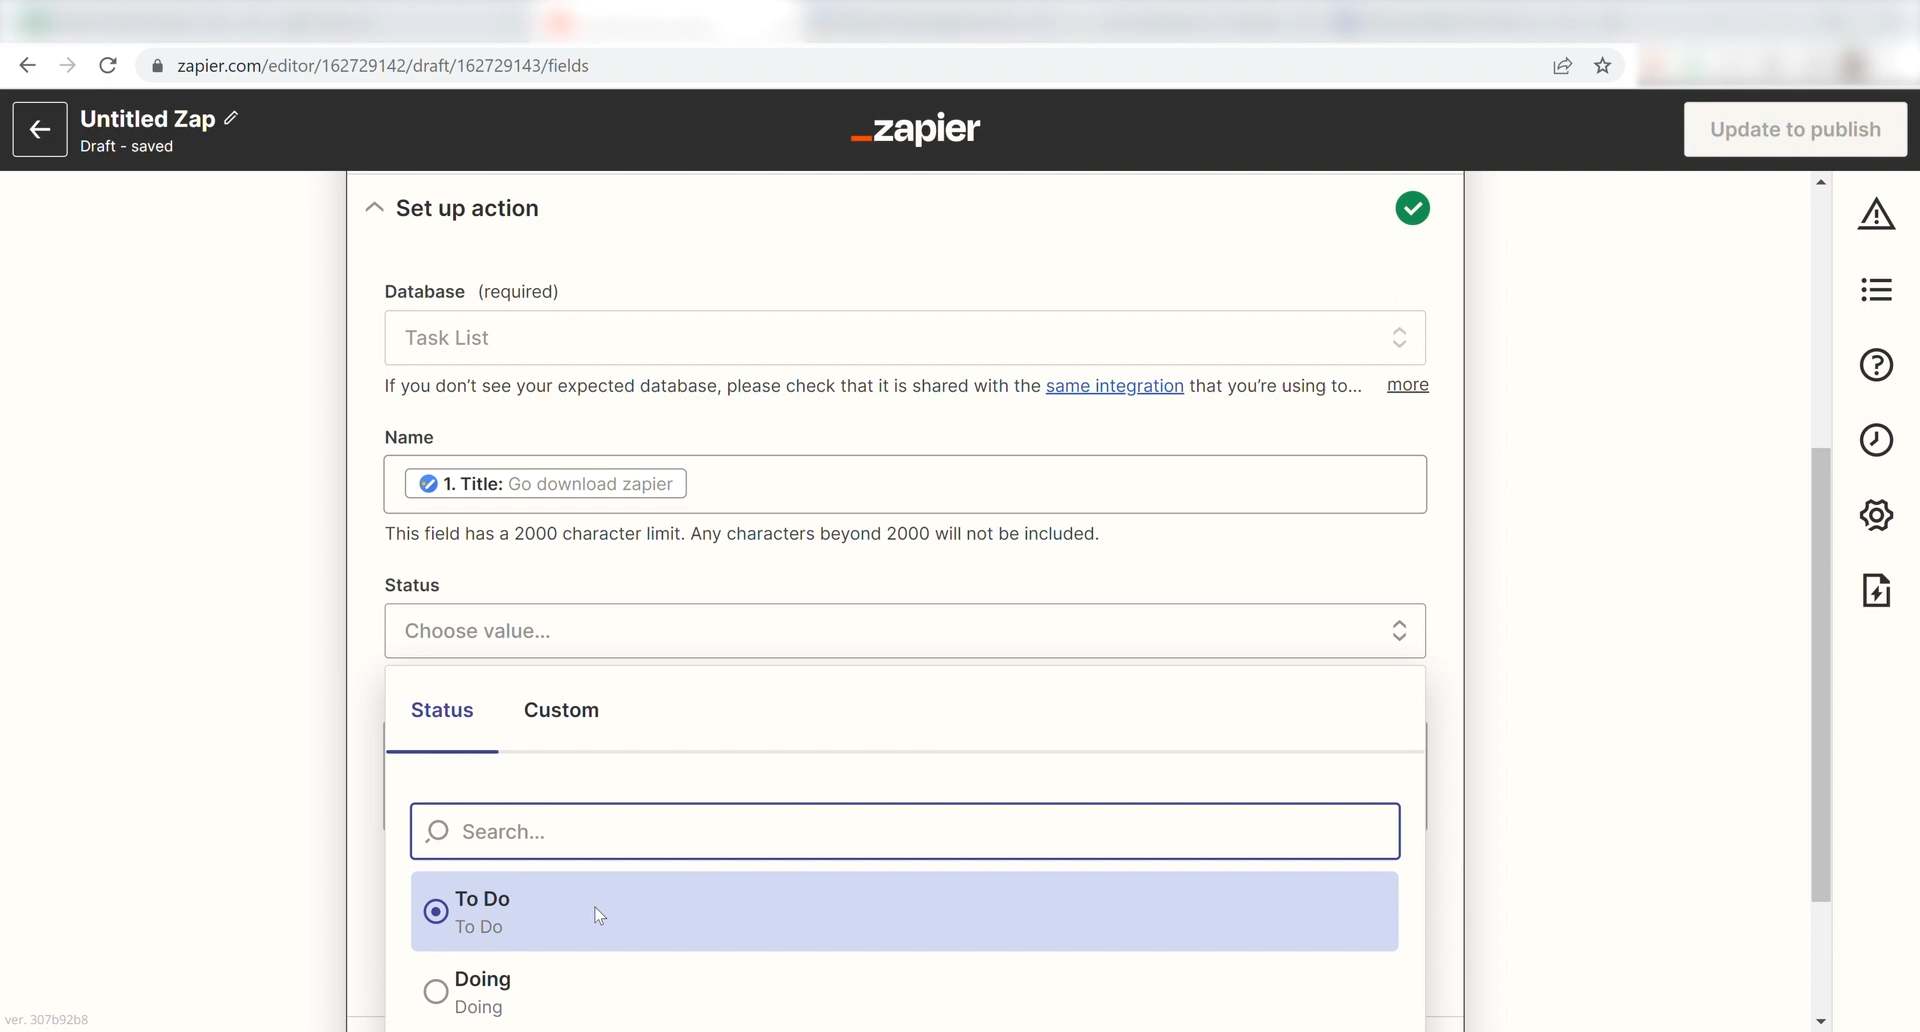 zapier.com/editor/162729142/draft/162729143/fields
Untitled Zap
Draft - saved
zapier
Update to publish
Set up action
Database (required)
Task List
If you don't see your expected database, please check that it is shared with the same integration that you're using to... more
Name
1. Title: Go download zapier
This field has a 2000 character limit. Any characters beyond 2000 will not be included.
Status
Choose value...
Status Custom
Search...
To Do
To Do
Doing
Doing
ver. 307b92b8